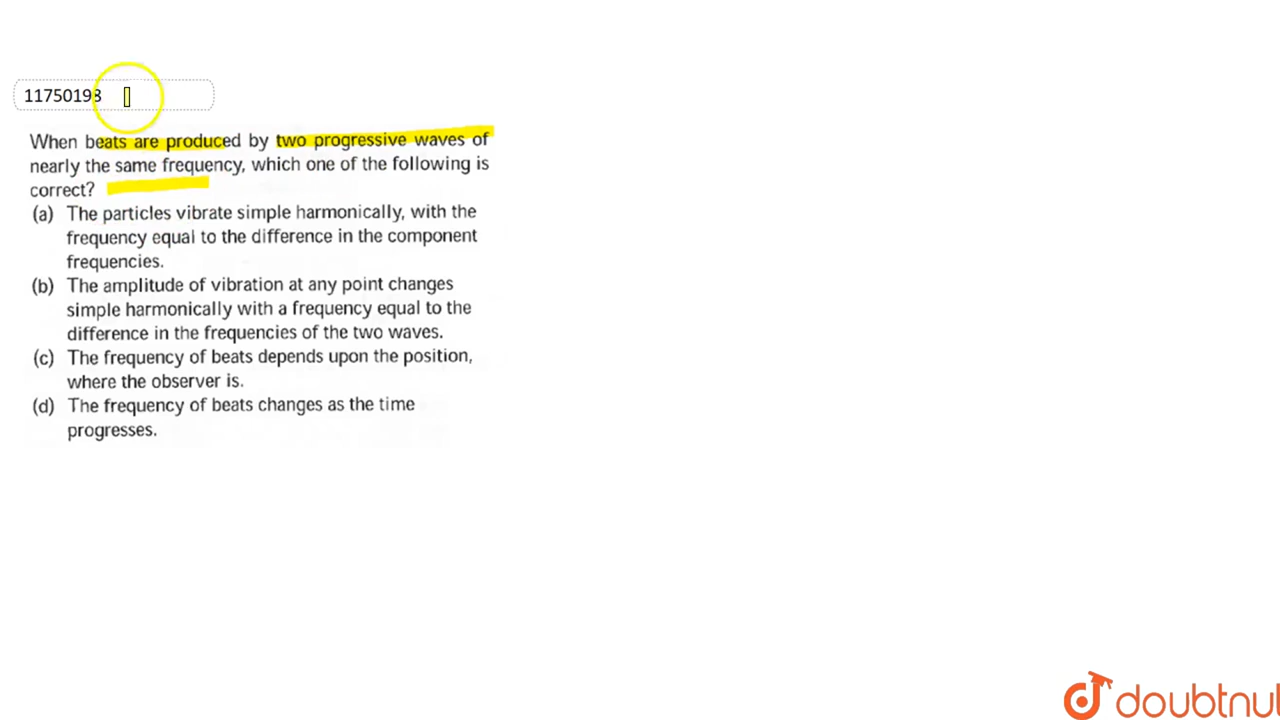 11750198
When beats are produced by two progressive waves of
nearly the same frequency, which one of the following is
correct?
(a) The particles vibrate simple harmonically, with the
frequency equal to the difference in the component
frequencies.
(b) The amplitude of vibration at any point changes
simple harmonically with a frequency equal to the
difference in the frequencies of the two waves.
(c) The frequency of beats depends upon the position,
where the observer is.
(d) The frequency of beats changes as the time
progresses.
doubtnut